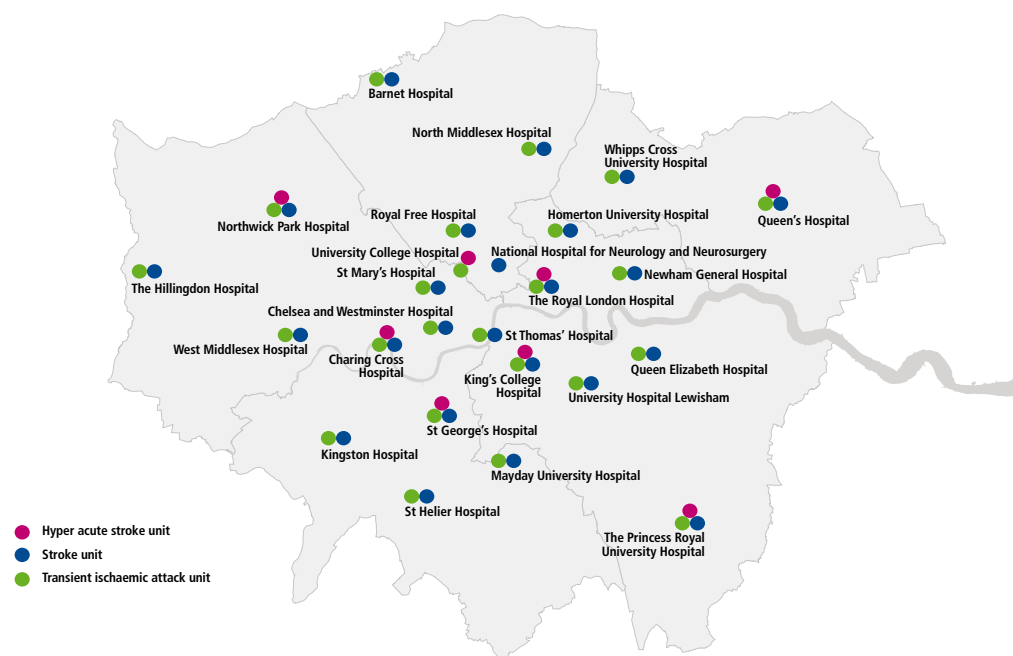 Barnet Hospital
North Middlesex Hospital
Whipps Cross
University Hospital
Queen's Hospital
Northwick Park Hospital
Royal Free Hospital
Homerton University Hospital
University College Hospital
National Hospital for Neurology and Neurosurgery
St Mary's Hospital
Newham General Hospital
The Hillingdon Hospital
The Royal London Hospital
Chelsea and Westminster Hospital
St Thomas' Hospital
West Middlesex Hospital
Charing Cross
Hospital
King's College
Hospital
Queen Elizabeth Hospital
University Hospital Lewisham
St George's Hospital
Kingston Hospital
Mayday University Hospital
St Helier Hospital
The Princess Royal
University Hospital
Hyper acute stroke unit
Stroke unit
Transient ischaemic attack unit